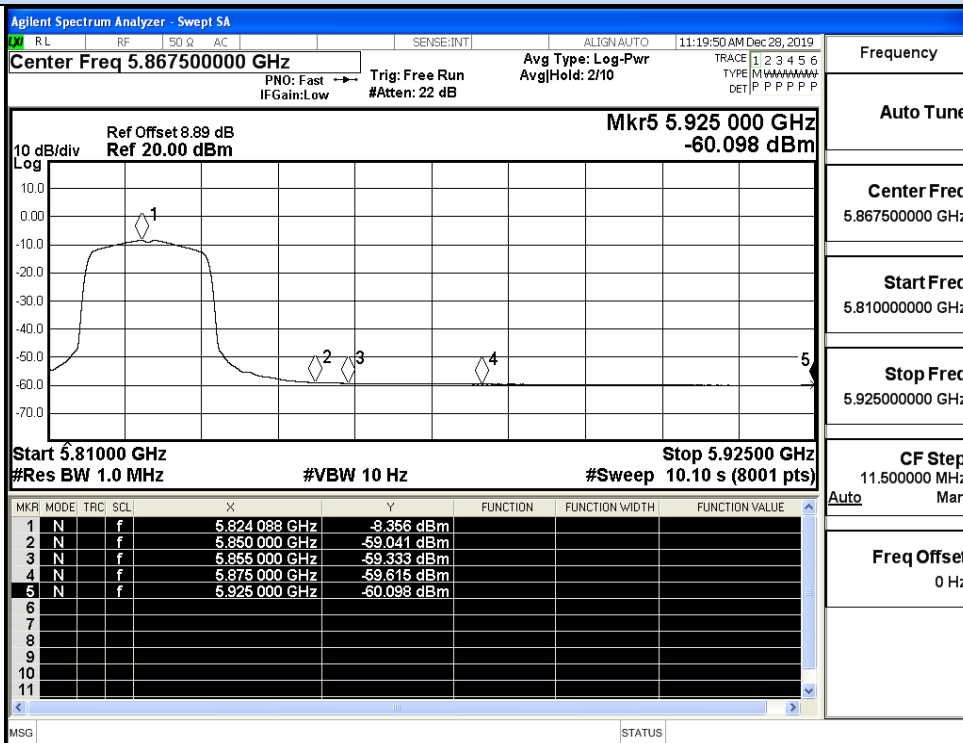 Agilent Spectrum Analyzer - Swept SA
LXI RL RF 50 Ω AC SENSE:INT ALIGN AUTO 11:19:50 AM Dec 28, 2019
Center Freq 5.867500000 GHz
PNO: Fast
IFGain:Low
Trig: Free Run
#Atten: 22 dB
Avg Type: Log-Pwr
Avg|Hold: 2/10
TRACE 1 2 3 4 5 6
TYPE M WWWWW
DET P P P P P P
Ref Offset 8.89 dB
10 dB/div Ref 20.00 dBm
Log
Mkr5 5.925 000 GHz
-60.098 dBm
10.0
0.00
-10.0
-20.0
-30.0
-40.0
-50.0
-60.0
-70.0
1
2
3
4
5
Start 5.81000 GHz Stop 5.92500 GHz
#Res BW 1.0 MHz #VBW 10 Hz #Sweep 10.10 s (8001 pts)
MKR MODE TRC SCL X Y FUNCTION FUNCTION WIDTH FUNCTION VALUE
1 N f 5.824 088 GHz -8.356 dBm
2 N f 5.850 000 GHz -59.041 dBm
3 N f 5.855 000 GHz -59.333 dBm
4 N f 5.875 000 GHz -59.615 dBm
5 N f 5.925 000 GHz -60.098 dBm
6
7
8
9
10
11
MSG STATUS
Frequency
Auto Tune
Center Freq
5.867500000 GHz
Start Freq
5.810000000 GHz
Stop Freq
5.925000000 GHz
CF Step
11.500000 MHz
Auto Man
Freq Offset
0 Hz